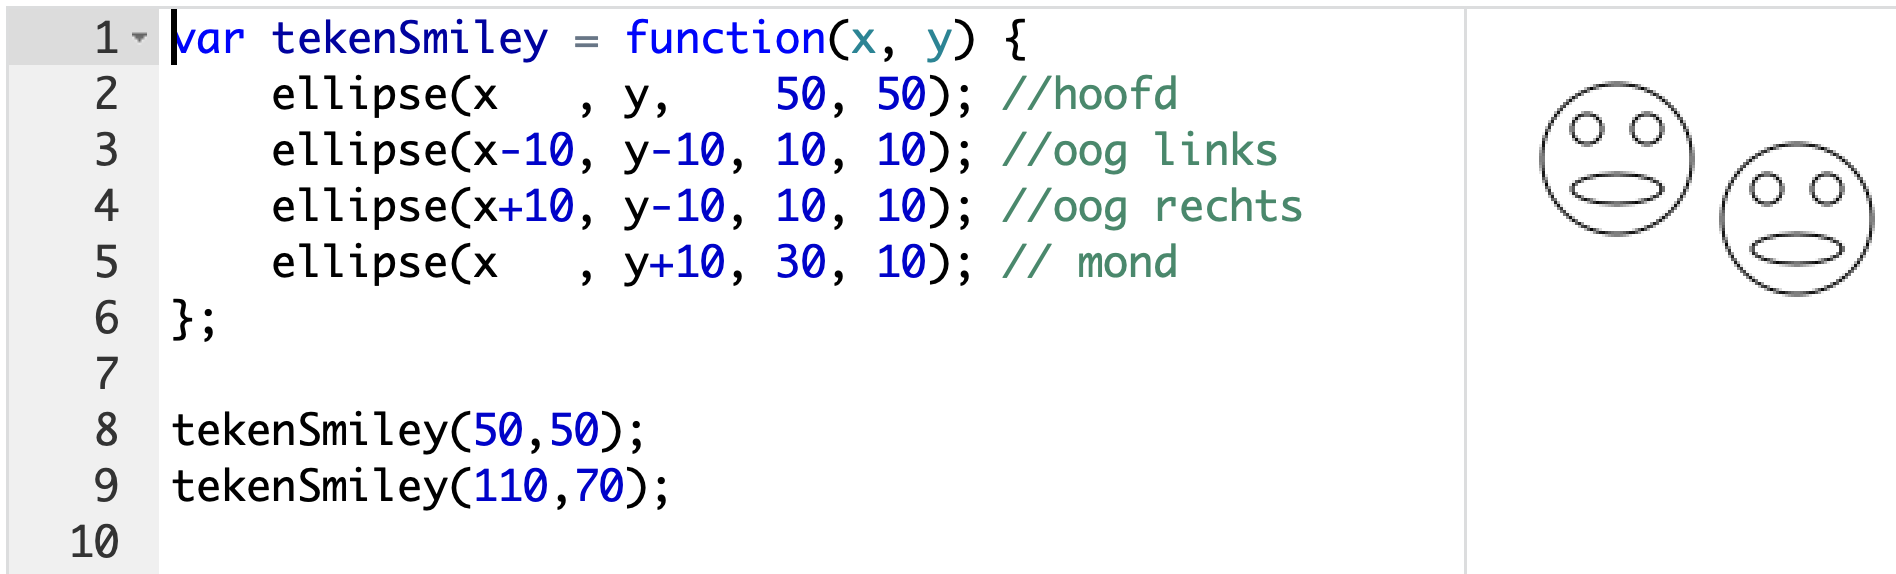 1 var tekenSmiley = function(x, y) {
2     ellipse(x   , y,    50, 50); //hoofd
3     ellipse(x-10, y-10, 10, 10); //oog links
4     ellipse(x+10, y-10, 10, 10); //oog rechts
5     ellipse(x   , y+10, 30, 10); // mond
6 };
7
8 tekenSmiley(50,50);
9 tekenSmiley(110,70);
10